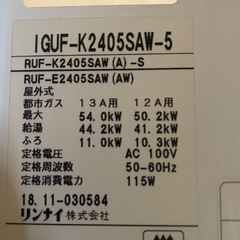 IGUF-K2405SAW-5
RUF-K2405SAW(A)-S
RUF-E2405SAW(AW)
屋外式
都市ガス 13A用 12A用
最大 54.0kW 50.2kW
給湯 44.2kW 41.2kW
ふろ 11.0kW 10.3kW
定格電圧 AC 100V
定格周波数 50-60Hz
定格消費電力 115W
18.11-030584
リンナイ株式会社